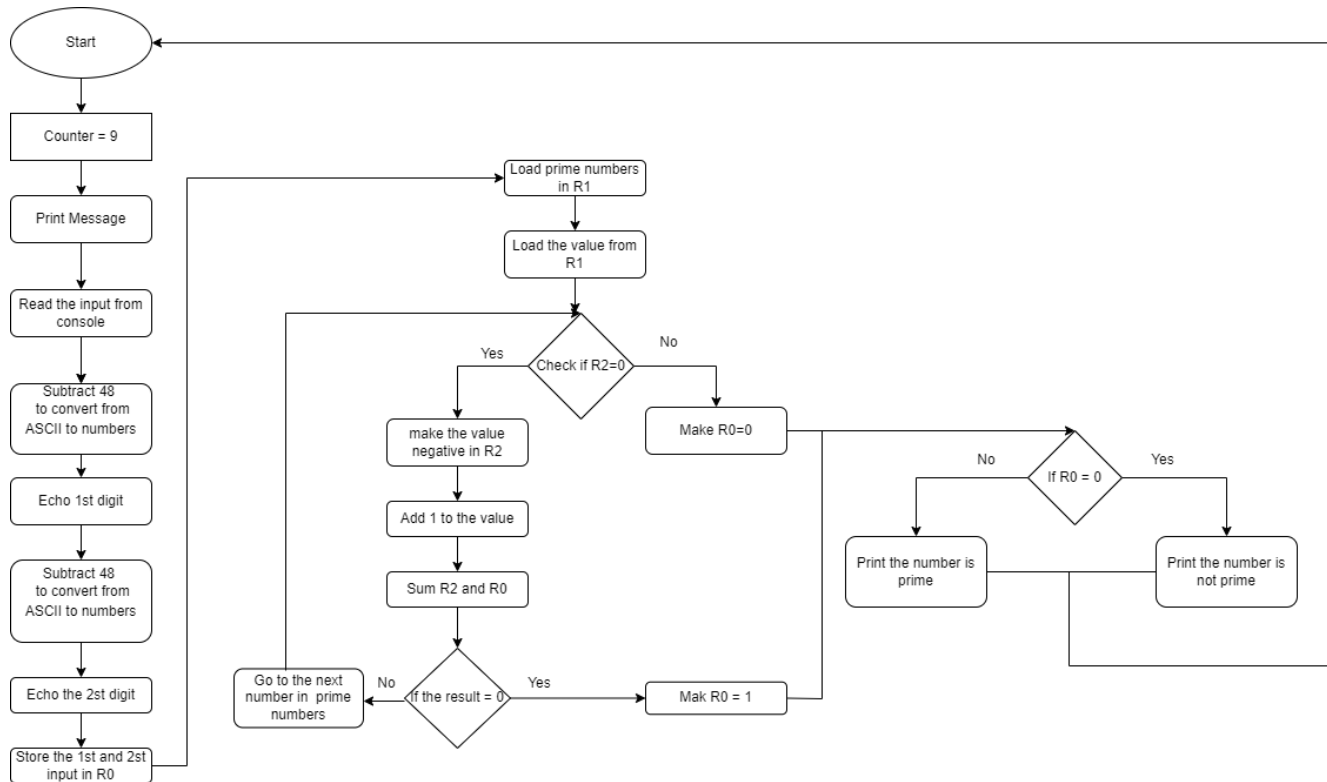 Start
Counter = 9
Print Message
Read the input from
console
Subtract 48
to convert from
ASCII to numbers
Echo 1st digit
Subtract 48
to convert from
ASCII to numbers
Echo the 2st digit
Store the 1st and 2st
input in R0
Load prime numbers
in R1
Load the value from
R1
Check if R2=0
Yes
No
make the value
negative in R2
Add 1 to the value
Sum R2 and R0
If the result = 0
No
Yes
Go to the next
number in prime
numbers
Mak R0 = 1
Make R0=0
If R0 = 0
No
Yes
Print the number is
prime
Print the number is
not prime